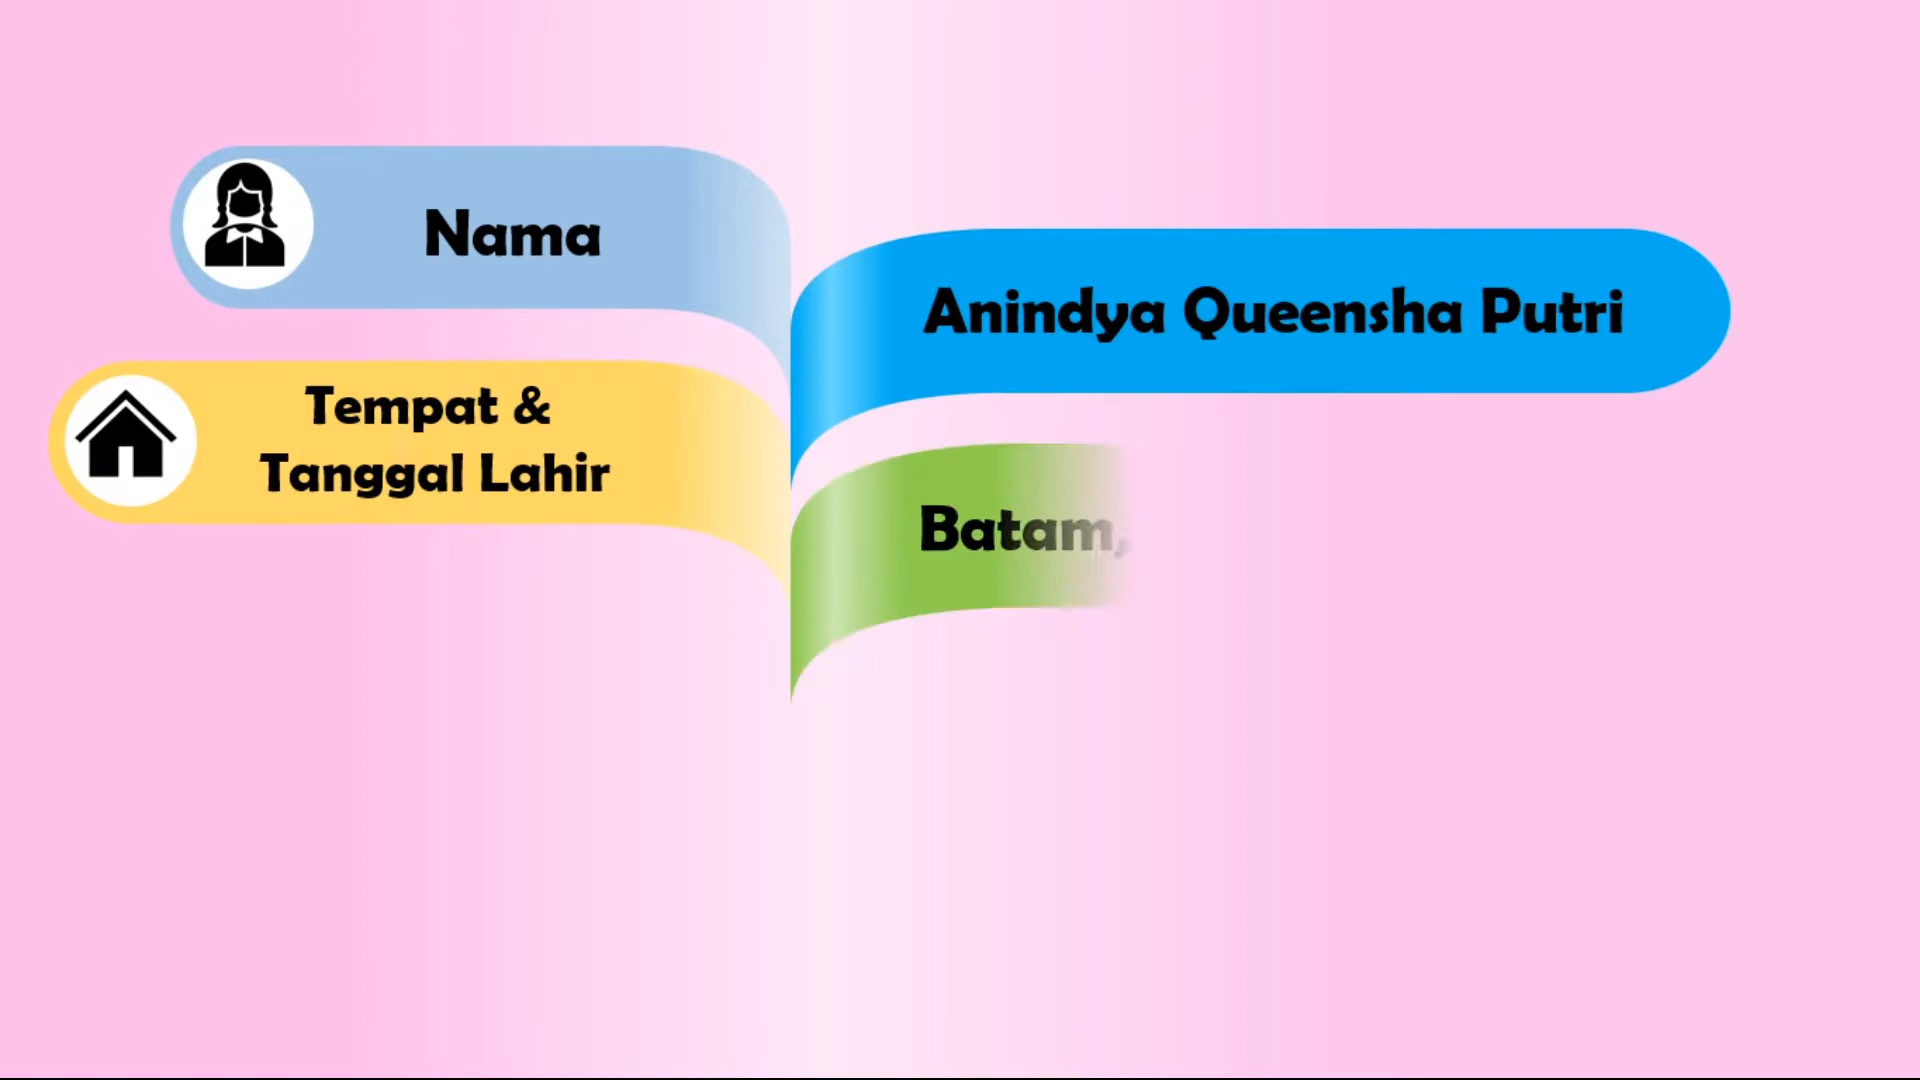 Nama
Anindya Queensha Putri
Tempat &
Tanggal Lahir
Batam,